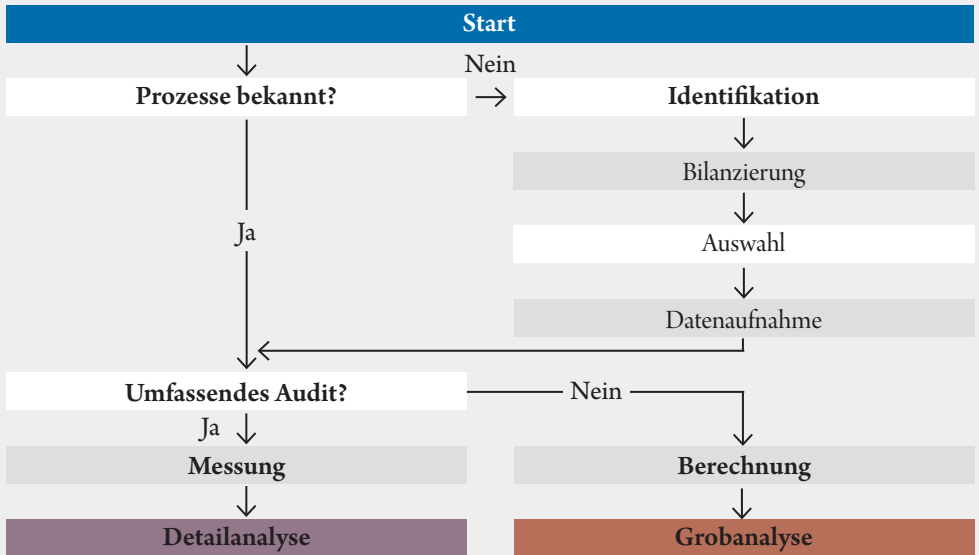 Start
Nein
Prozesse bekannt?
Identifikation
Bilanzierung
Ja
Auswahl
Datenaufnahme
Umfassendes Audit?
Nein
Ja
Messung
Berechnung
Detailanalyse
Grobanalyse